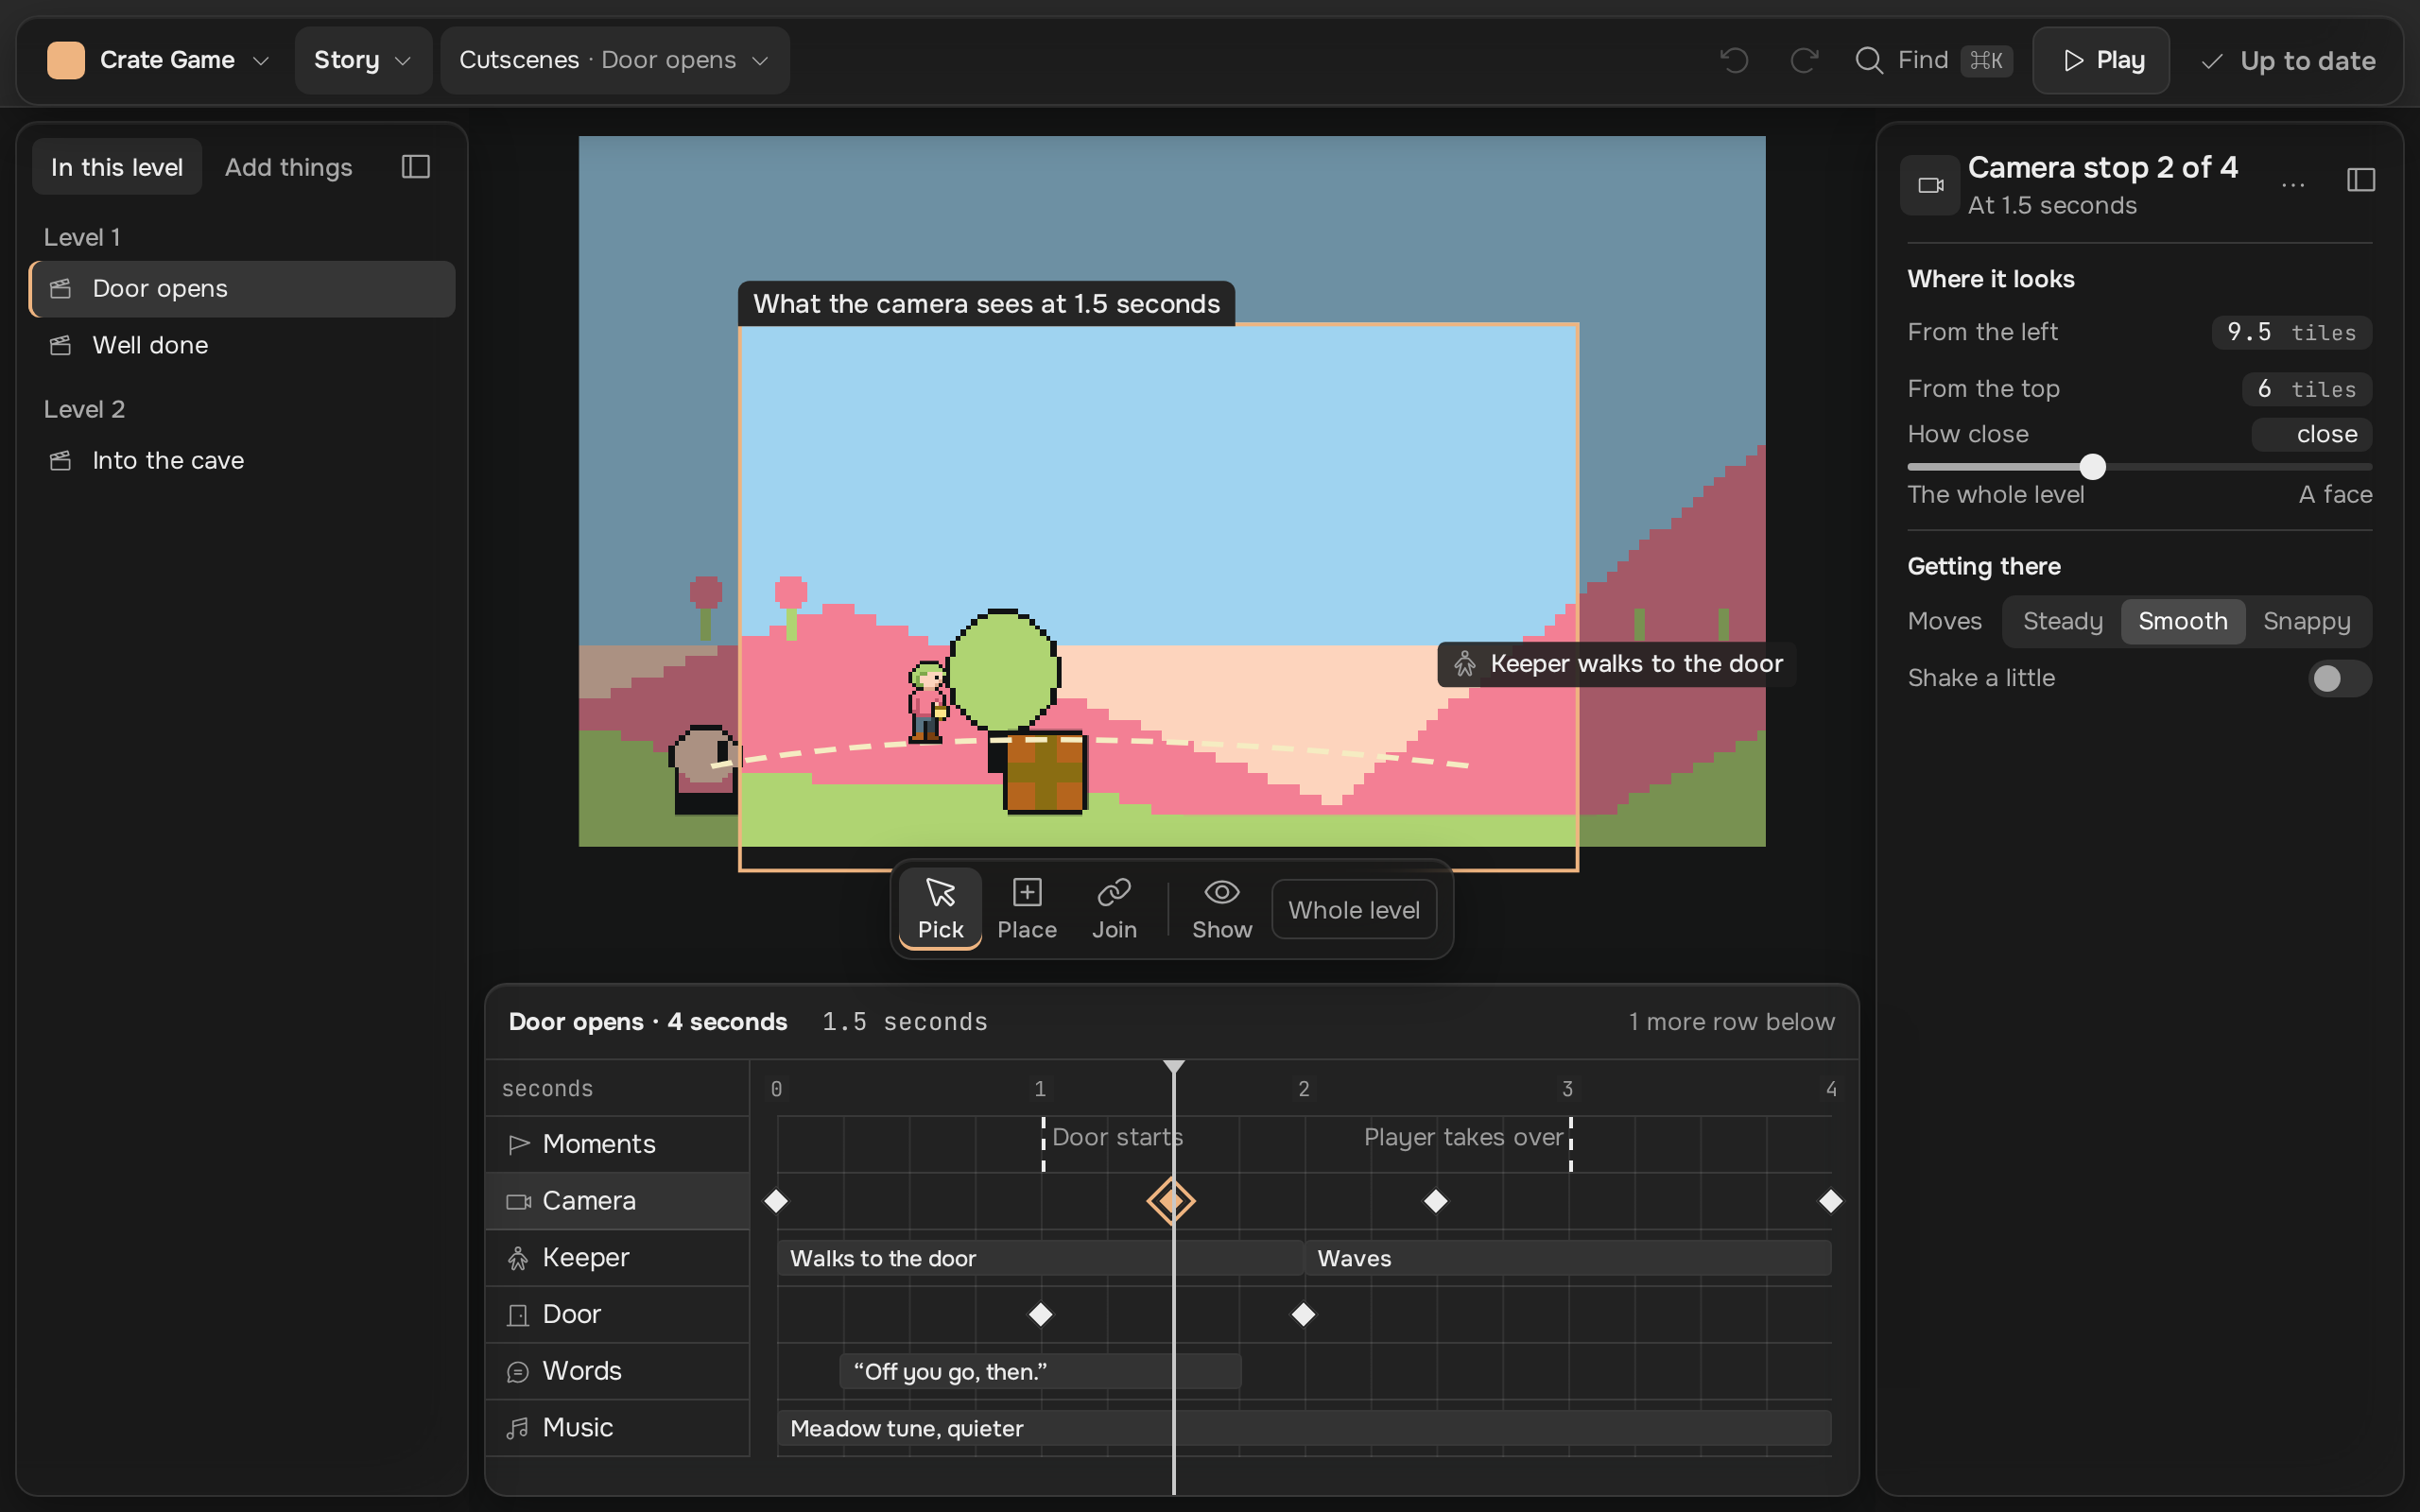 Crate Game
Story
Cutscenes · Door opens
Find ⌘K
Play
Up to date
In this level
Add things
Level 1
Door opens
Well done
Level 2
Into the cave
What the camera sees at 1.5 seconds
Keeper walks to the door
Pick
Place
Join
Show
Whole level
Camera stop 2 of 4
At 1.5 seconds
Where it looks
From the left 9.5 tiles
From the top 6 tiles
How close close
The whole level A face
Getting there
Moves Steady Smooth Snappy
Shake a little
Door opens · 4 seconds 1.5 seconds 1 more row below
seconds 0 1 2 3 4
Moments Door starts Player takes over
Camera
Keeper Walks to the door Waves
Door
Words “Off you go, then.”
Music Meadow tune, quieter